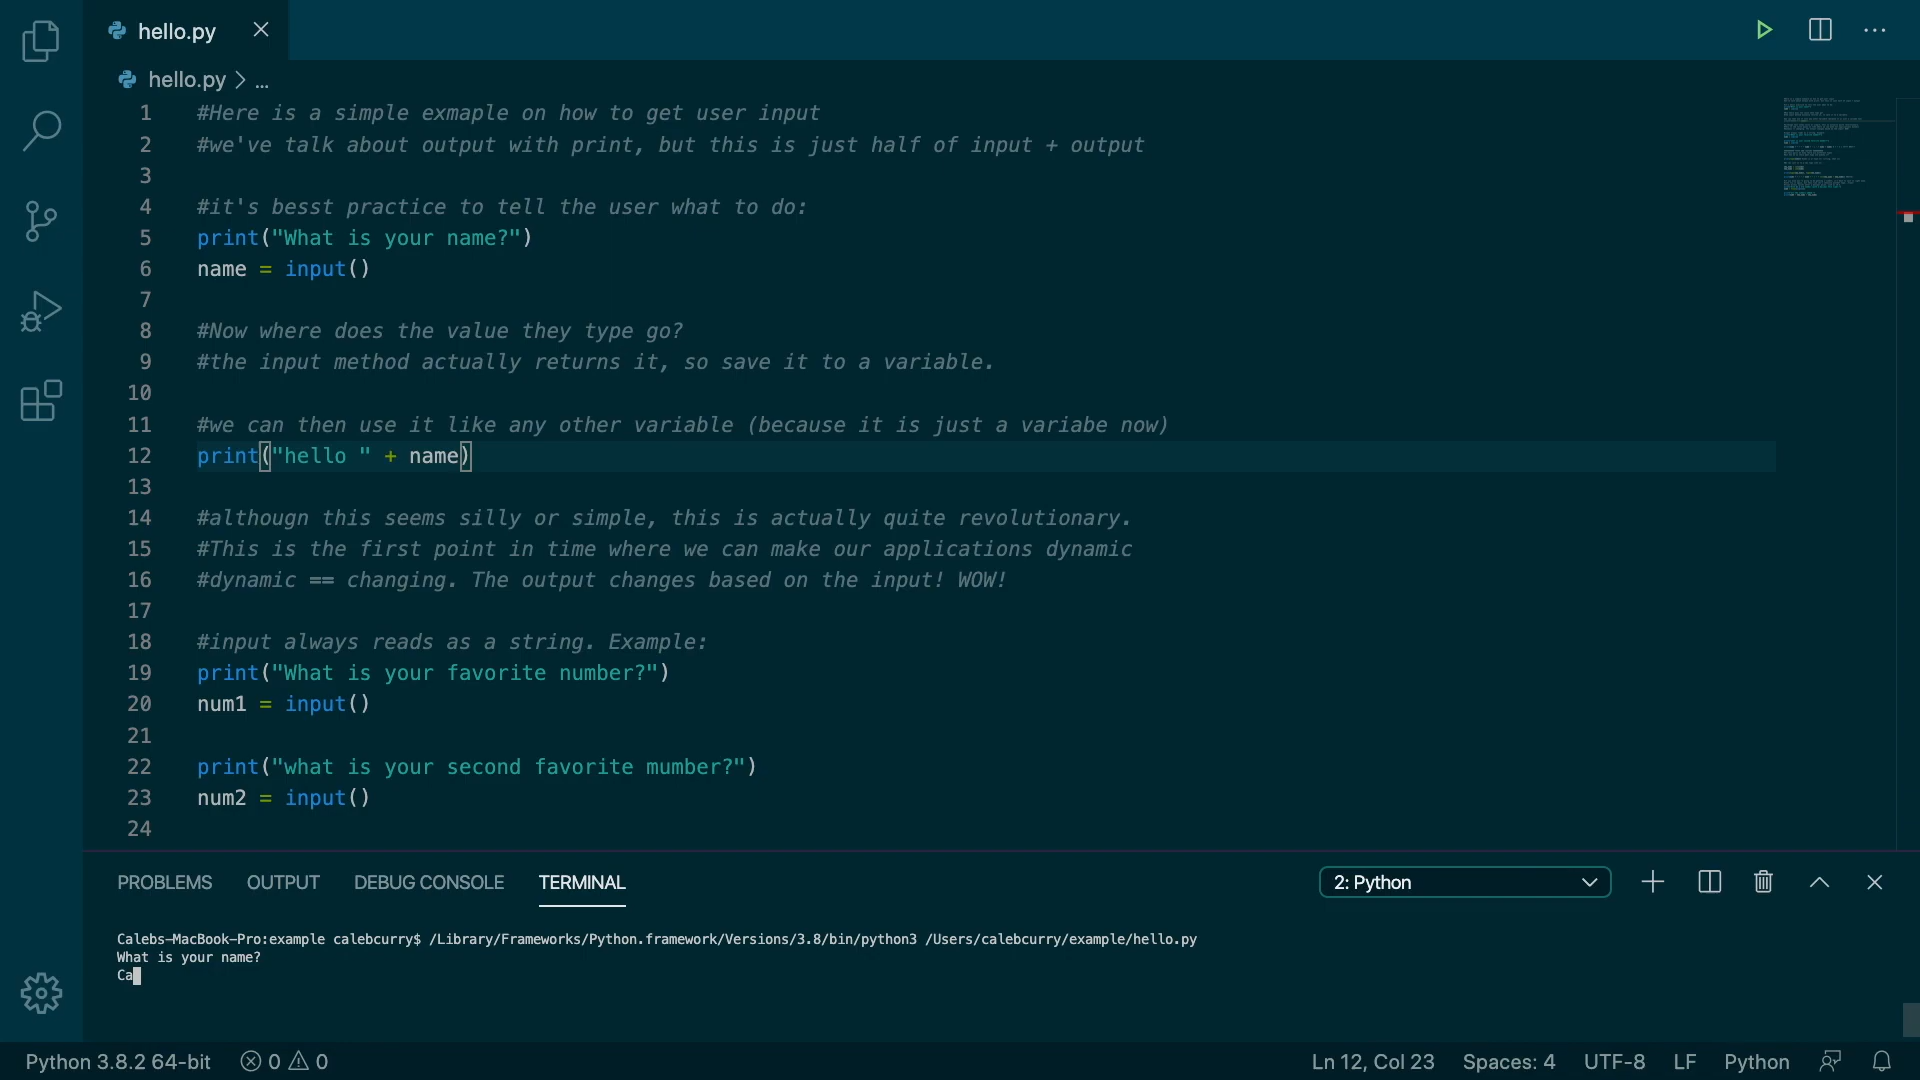 hello.py
hello.py > ...
1 #Here is a simple exmaple on how to get user input
2 #we've talk about output with print, but this is just half of input + output
3
4 #it's besst practice to tell the user what to do:
5 print("What is your name?")
6 name = input()
7
8 #Now where does the value they type go?
9 #the input method actually returns it, so save it to a variable.
10
11 #we can then use it like any other variable (because it is just a variabe now)
12 print("hello " + name)
13
14 #althougn this seems silly or simple, this is actually quite revolutionary.
15 #This is the first point in time where we can make our applications dynamic
16 #dynamic == changing. The output changes based on the input! WOW!
17
18 #input always reads as a string. Example:
19 print("What is your favorite number?")
20 num1 = input()
21
22 print("what is your second favorite mumber?")
23 num2 = input()
24
PROBLEMS OUTPUT DEBUG CONSOLE TERMINAL 2: Python
Calebs-MacBook-Pro:example calebcurry$ /Library/Frameworks/Python.framework/Versions/3.8/bin/python3 /Users/calebcurry/example/hello.py
What is your name?
Ca
Python 3.8.2 64-bit 0 0 Ln 12, Col 23 Spaces: 4 UTF-8 LF Python